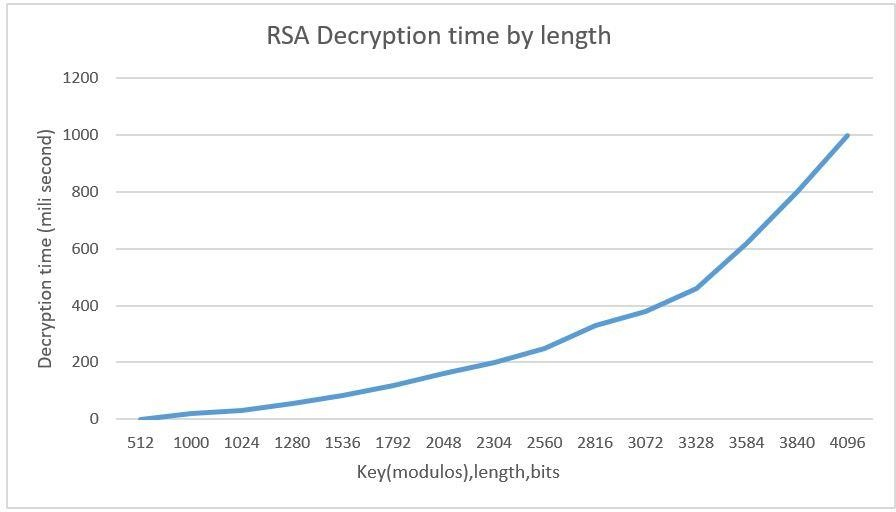 RSA Decryption time by length
1200
1000
800
600
400
200
0
Decryption time (mili second)
512 1000 1024 1280 1536 1792 2048 2304 2560 2816 3072 3328 3584 3840 4096
Key(modulos),length,bits